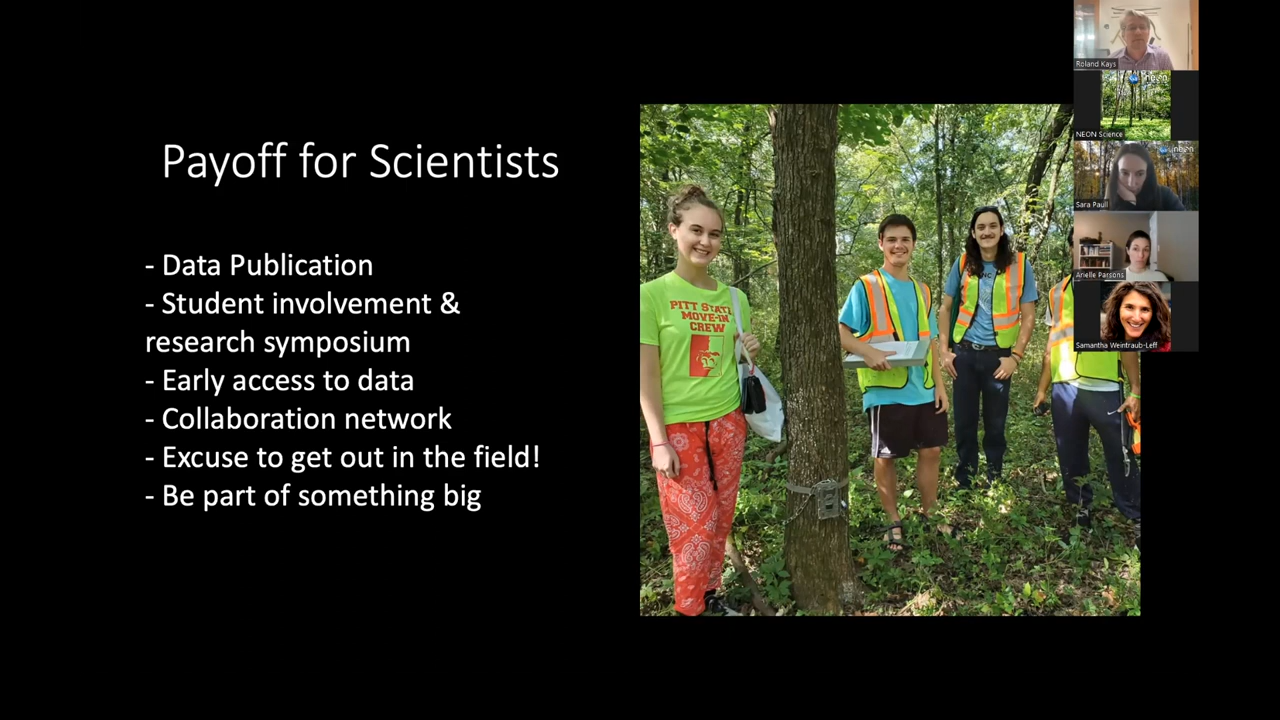 Payoff for Scientists
- Data Publication
- Student involvement &
research symposium
- Early access to data
- Collaboration network
- Excuse to get out in the field!
- Be part of something big
PITT STATE
MOVE-IN
CREW
Roland Kays
neon
NEON Science
neon
Sara Paull
Arielle Parsons
Samantha Weintraub-Leff